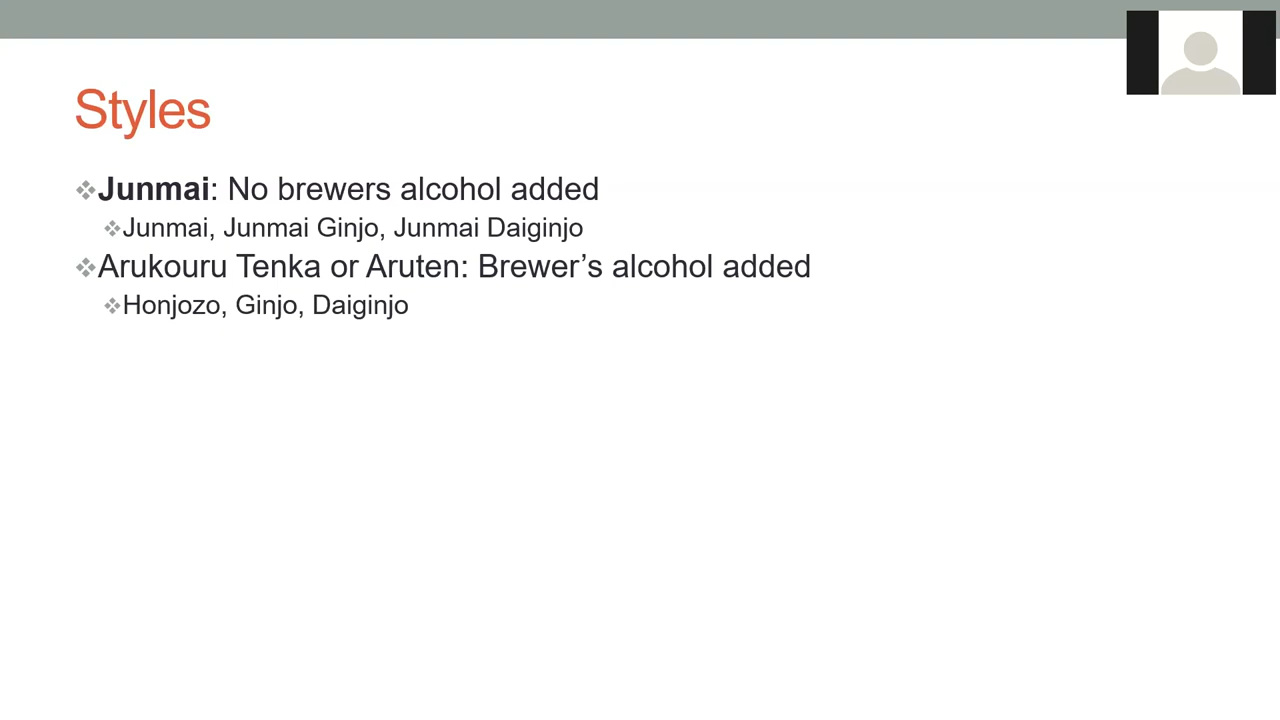 Styles
Junmai: No brewers alcohol added
Junmai, Junmai Ginjo, Junmai Daiginjo
Arukouru Tenka or Aruten: Brewer’s alcohol added
Honjozo, Ginjo, Daiginjo